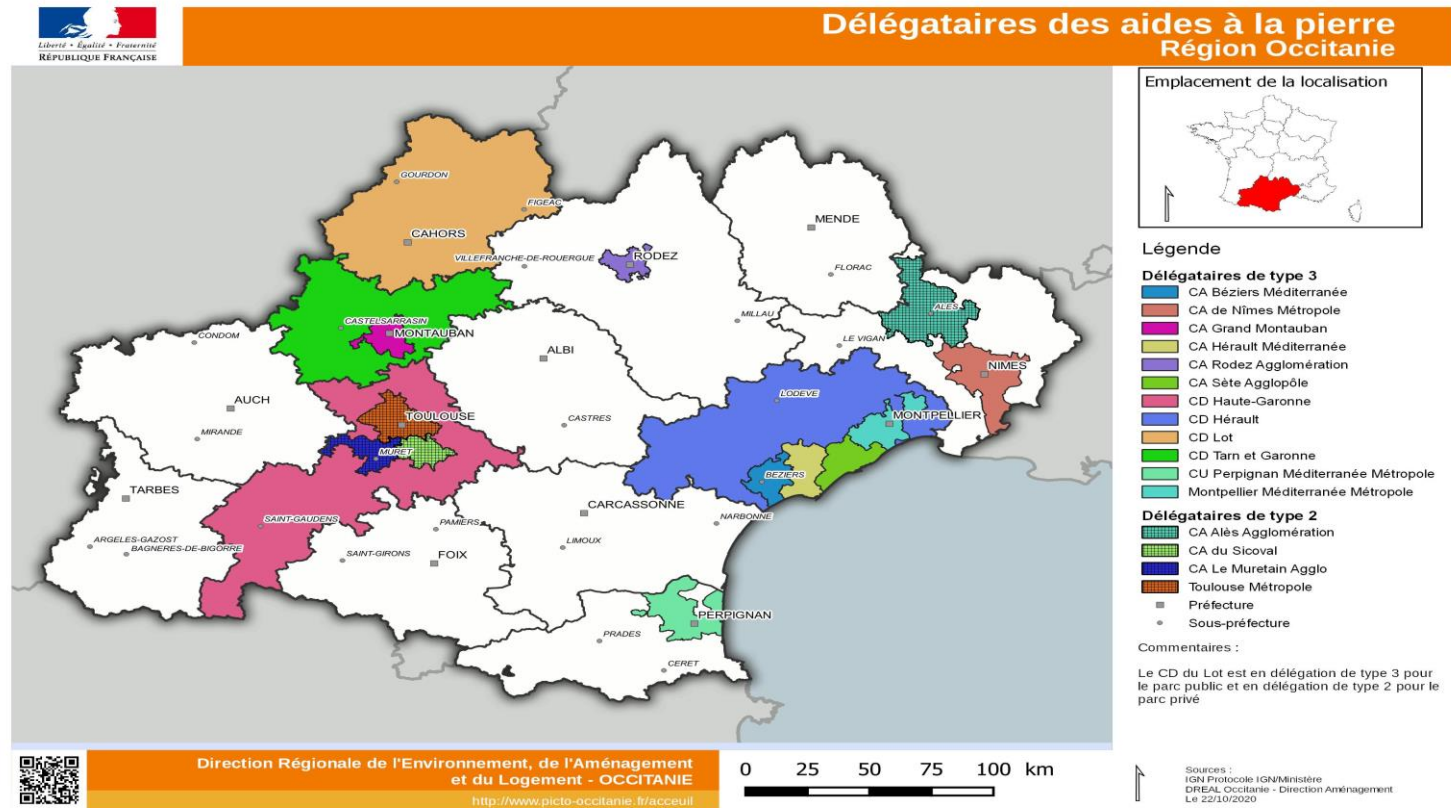 Liberté • Égalité • Fraternité
RÉPUBLIQUE FRANÇAISE
Délégataires des aides à la pierre
Région Occitanie
GOURDON
FIGEAC
CAHORS
VILLEFRANCHE-DE-ROUERGUE
RODEZ
MENDE
FLORAC
ALES
MILLAU
LE VIGAN
NIMES
CASTELSARRASIN
MONTAUBAN
CONDOM
ALBI
AUCH
TOULOUSE
LODEVE
MONTPELLIER
MIRANDE
CASTRES
MURET
BEZIERS
TARBES
CARCASSONNE
NARBONNE
SAINT-GAUDENS
PAMIERS
ARGELES-GAZOST
BAGNERES-DE-BIGORRE
SAINT-GIRONS
FOIX
LIMOUX
PERPIGNAN
PRADES
CERET
Emplacement de la localisation
Légende
Délégataires de type 3
CA Béziers Méditerranée
CA de Nîmes Métropole
CA Grand Montauban
CA Hérault Méditerranée
CA Rodez Agglomération
CA Sète Agglopôle
CD Haute-Garonne
CD Hérault
CD Lot
CD Tarn et Garonne
CU Perpignan Méditerranée Métropole
Montpellier Méditerranée Métropole
Délégataires de type 2
CA Alès Agglomération
CA du Sicoval
CA Le Muretain Agglo
Toulouse Métropole
Préfecture
Sous-préfecture
Commentaires :
Le CD du Lot est en délégation de type 3 pour
le parc public et en délégation de type 2 pour le
parc privé
Direction Régionale de l'Environnement, de l'Aménagement
et du Logement - OCCITANIE
http://www.picto-occitanie.fr/acceuil
0 25 50 75 100 km
Sources :
IGN Protocole IGN/Ministère
DREAL Occitanie - Direction Aménagement
Le 22/10/2020